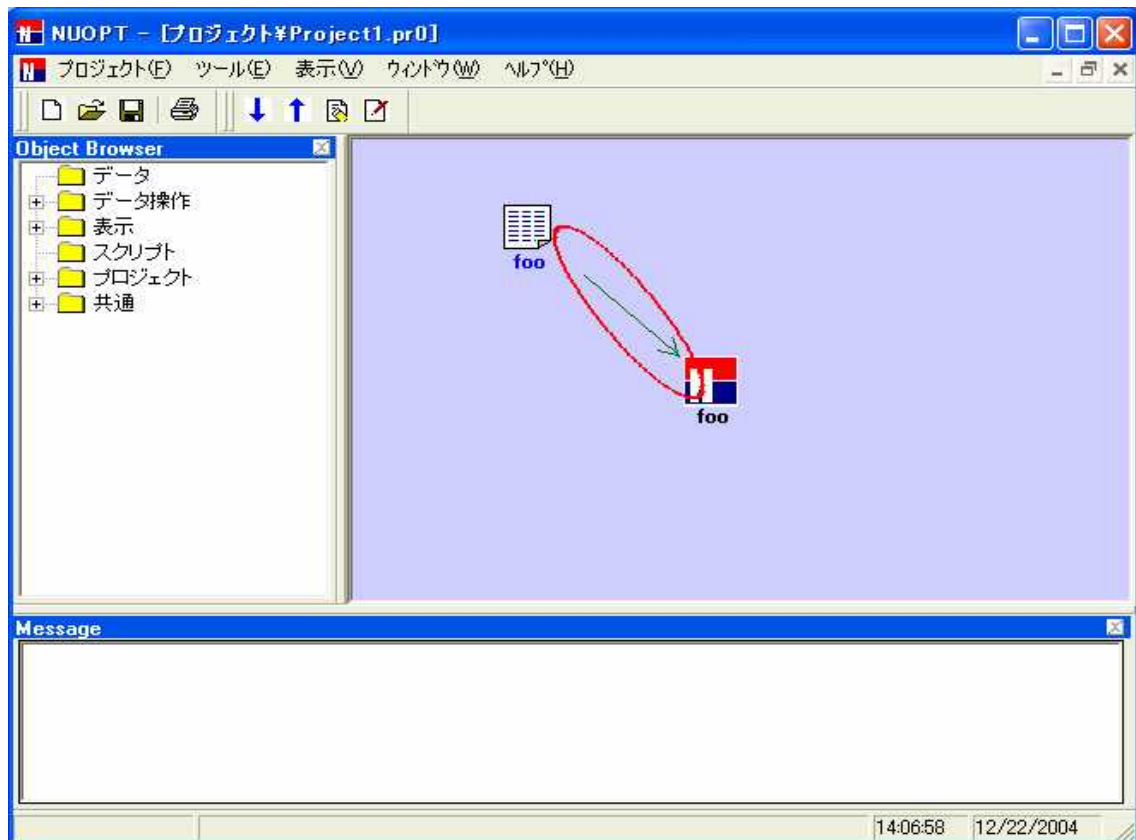 NUOPT - [プロジェクト¥Project1.pr0]
プロジェクト(F) ツール(E) 表示(V) ウィンドウ(W) ヘルプ(H)
Object Browser
データ
データ操作
表示
スクリプト
プロジェクト
共通
foo
foo
Message
14:06:58 12/22/2004